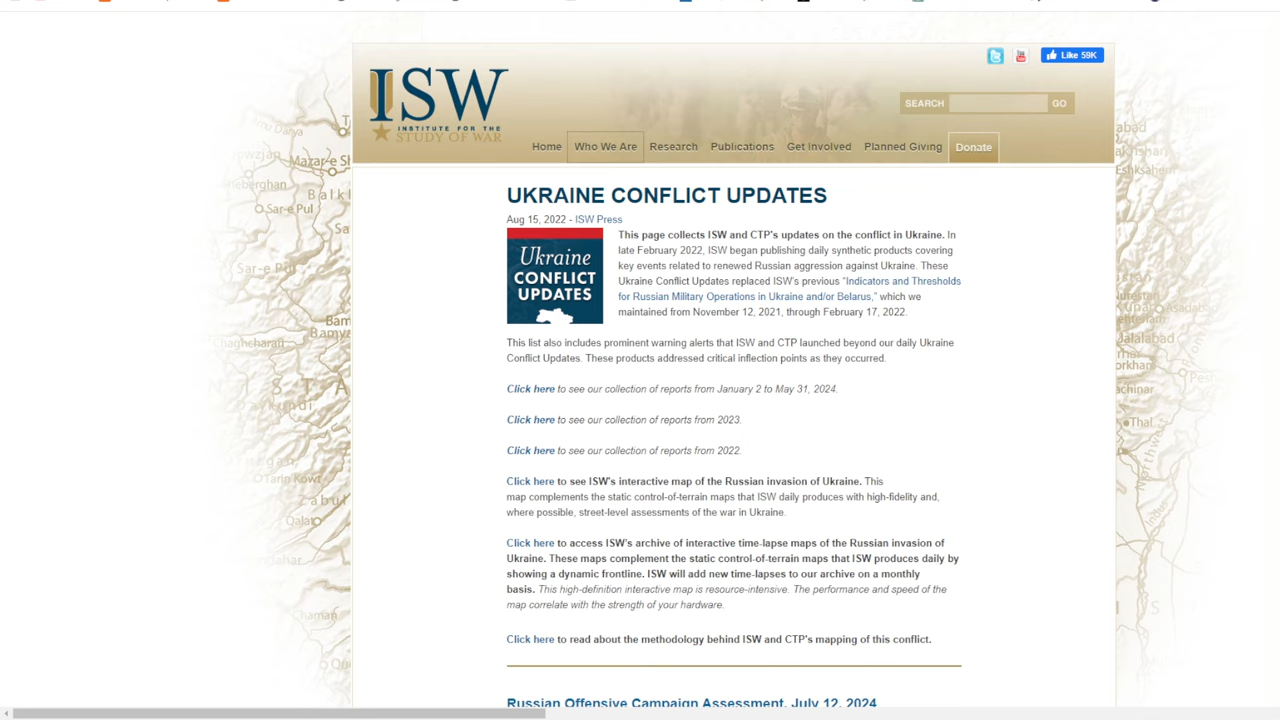 Like 59K
ISW
INSTITUTE FOR THE
STUDY OF WAR
SEARCH GO
Home Who We Are Research Publications Get Involved Planned Giving Donate
UKRAINE CONFLICT UPDATES
Aug 15, 2022 - ISW Press
Ukraine
CONFLICT
UPDATES
This page collects ISW and CTP's updates on the conflict in Ukraine. In
late February 2022, ISW began publishing daily synthetic products covering
key events related to renewed Russian aggression against Ukraine. These
Ukraine Conflict Updates replaced ISW's previous “Indicators and Thresholds
for Russian Military Operations in Ukraine and/or Belarus,” which we
maintained from November 12, 2021, through February 17, 2022.
This list also includes prominent warning alerts that ISW and CTP launched beyond our daily Ukraine
Conflict Updates. These products addressed critical inflection points as they occurred.
Click here to see our collection of reports from January 2 to May 31, 2024.
Click here to see our collection of reports from 2023.
Click here to see our collection of reports from 2022.
Click here to see ISW's interactive map of the Russian invasion of Ukraine. This
map complements the static control-of-terrain maps that ISW daily produces with high-fidelity and,
where possible, street-level assessments of the war in Ukraine.
Click here to access ISW's archive of interactive time-lapse maps of the Russian invasion of
Ukraine. These maps complement the static control-of-terrain maps that ISW produces daily by
showing a dynamic frontline. ISW will add new time-lapses to our archive on a monthly
basis. This high-definition interactive map is resource-intensive. The performance and speed of the
map correlate with the strength of your hardware.
Click here to read about the methodology behind ISW and CTP's mapping of this conflict.
Russian Offensive Campaign Assessment, July 12, 2024
Mazar-e Sh
Sar-e Pul
Chaghcharan
Tarin Kowt
Zabul
Qalat
Chaman
Asadabad
Jalalabad
Thal
Indus